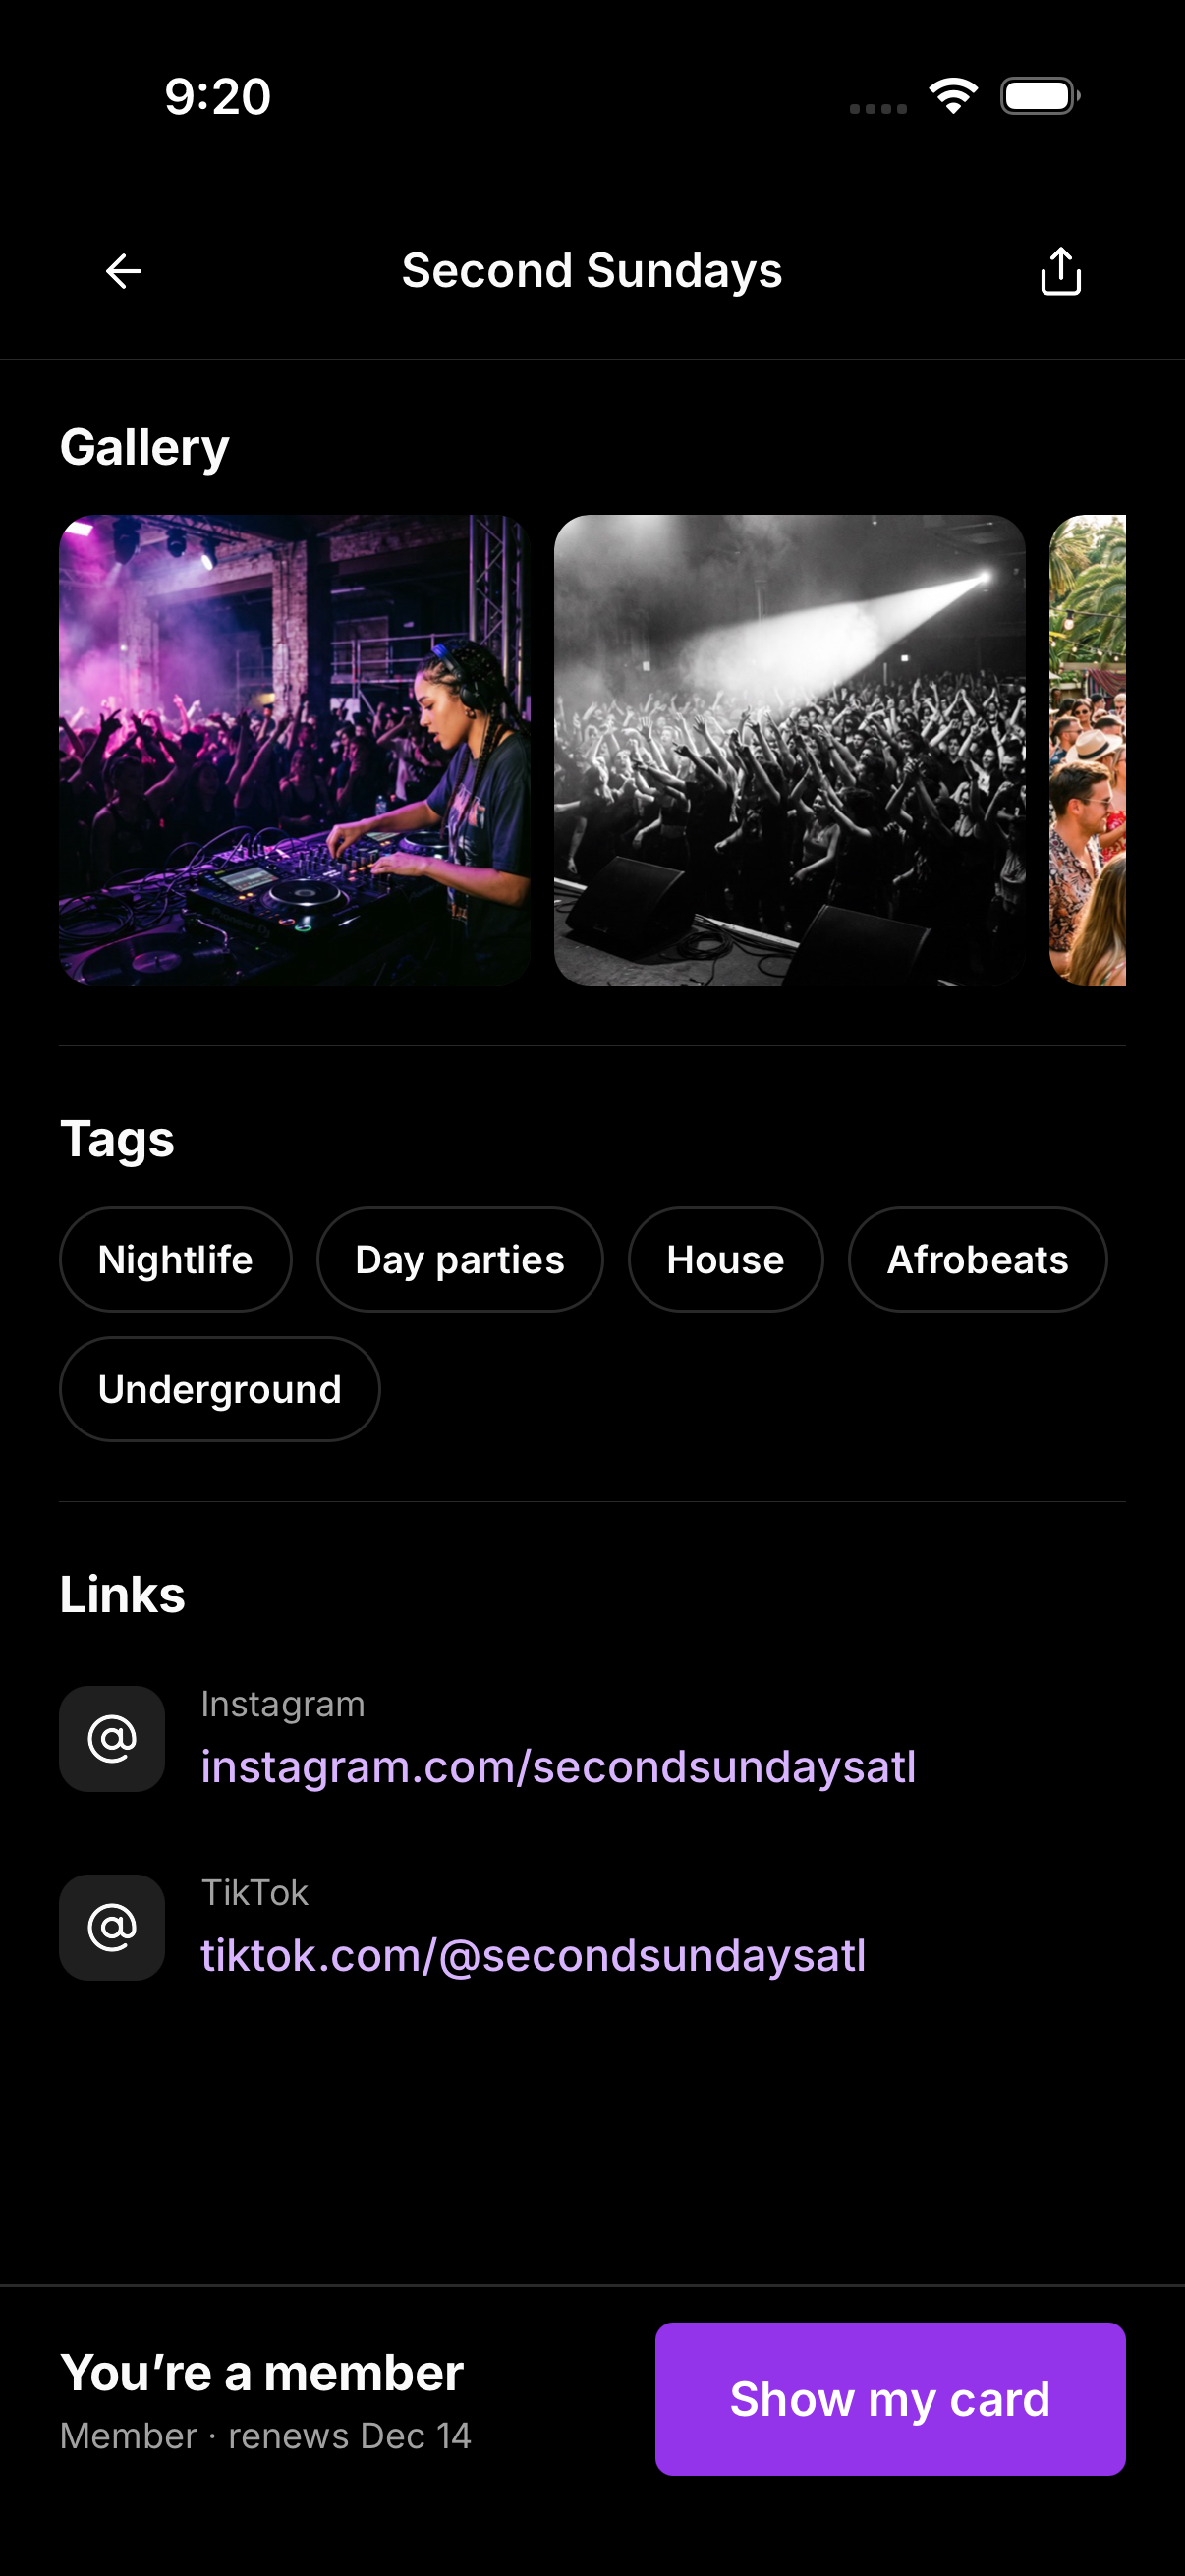 9:20
Second Sundays
Gallery
Tags
Nightlife
Day parties
House
Afrobeats
Underground
Links
@
Instagram
instagram.com/secondsundaysatl
@
TikTok
tiktok.com/@secondsundaysatl
You’re a member
Member · renews Dec 14
Show my card